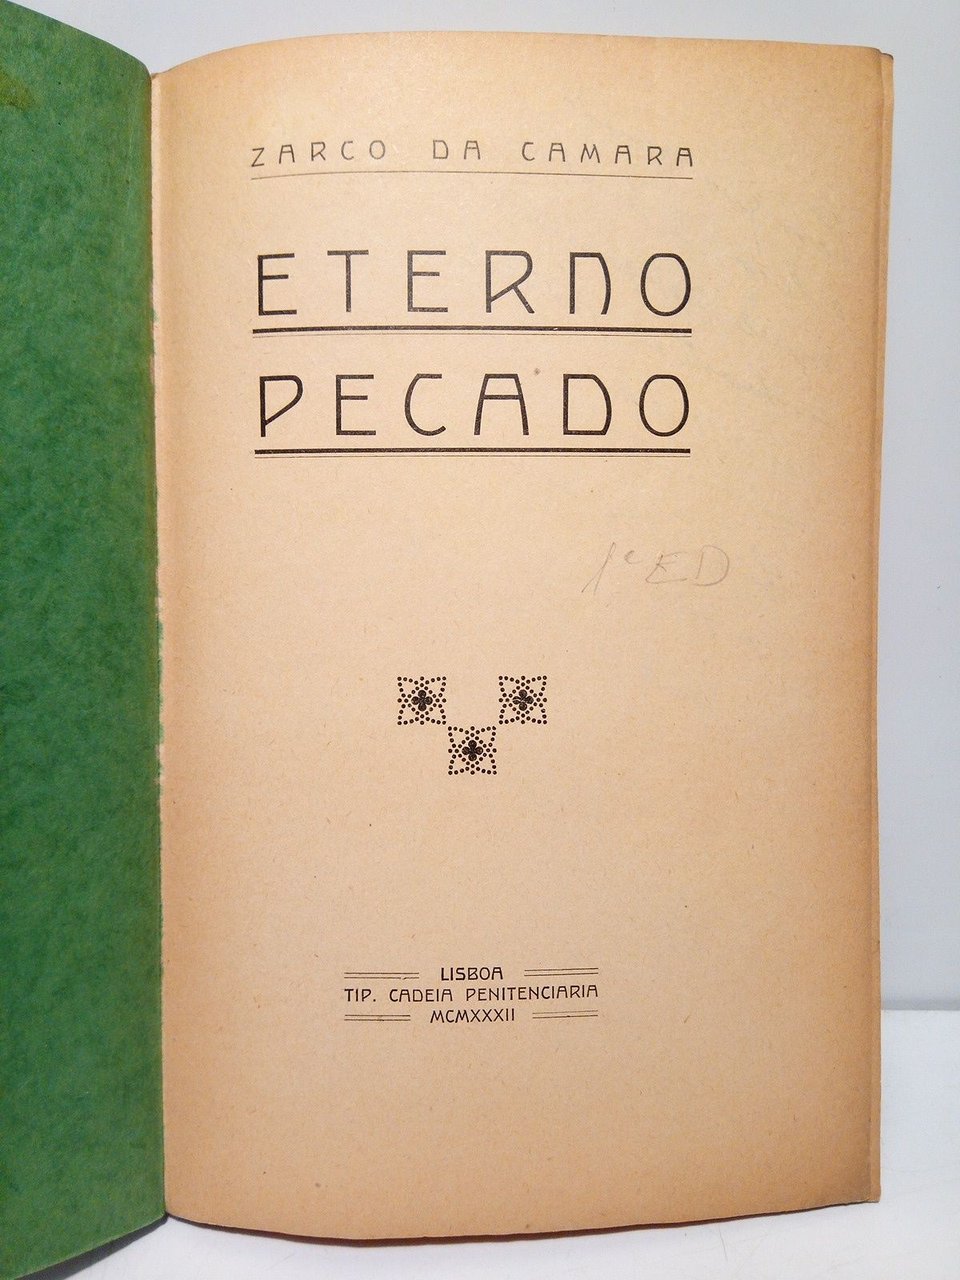 ZARCO DA CAMARA
ETERNO
PECADO
1ª ED
LISBOA
TIP. CADEIA PENITENCIARIA
MCMXXXII